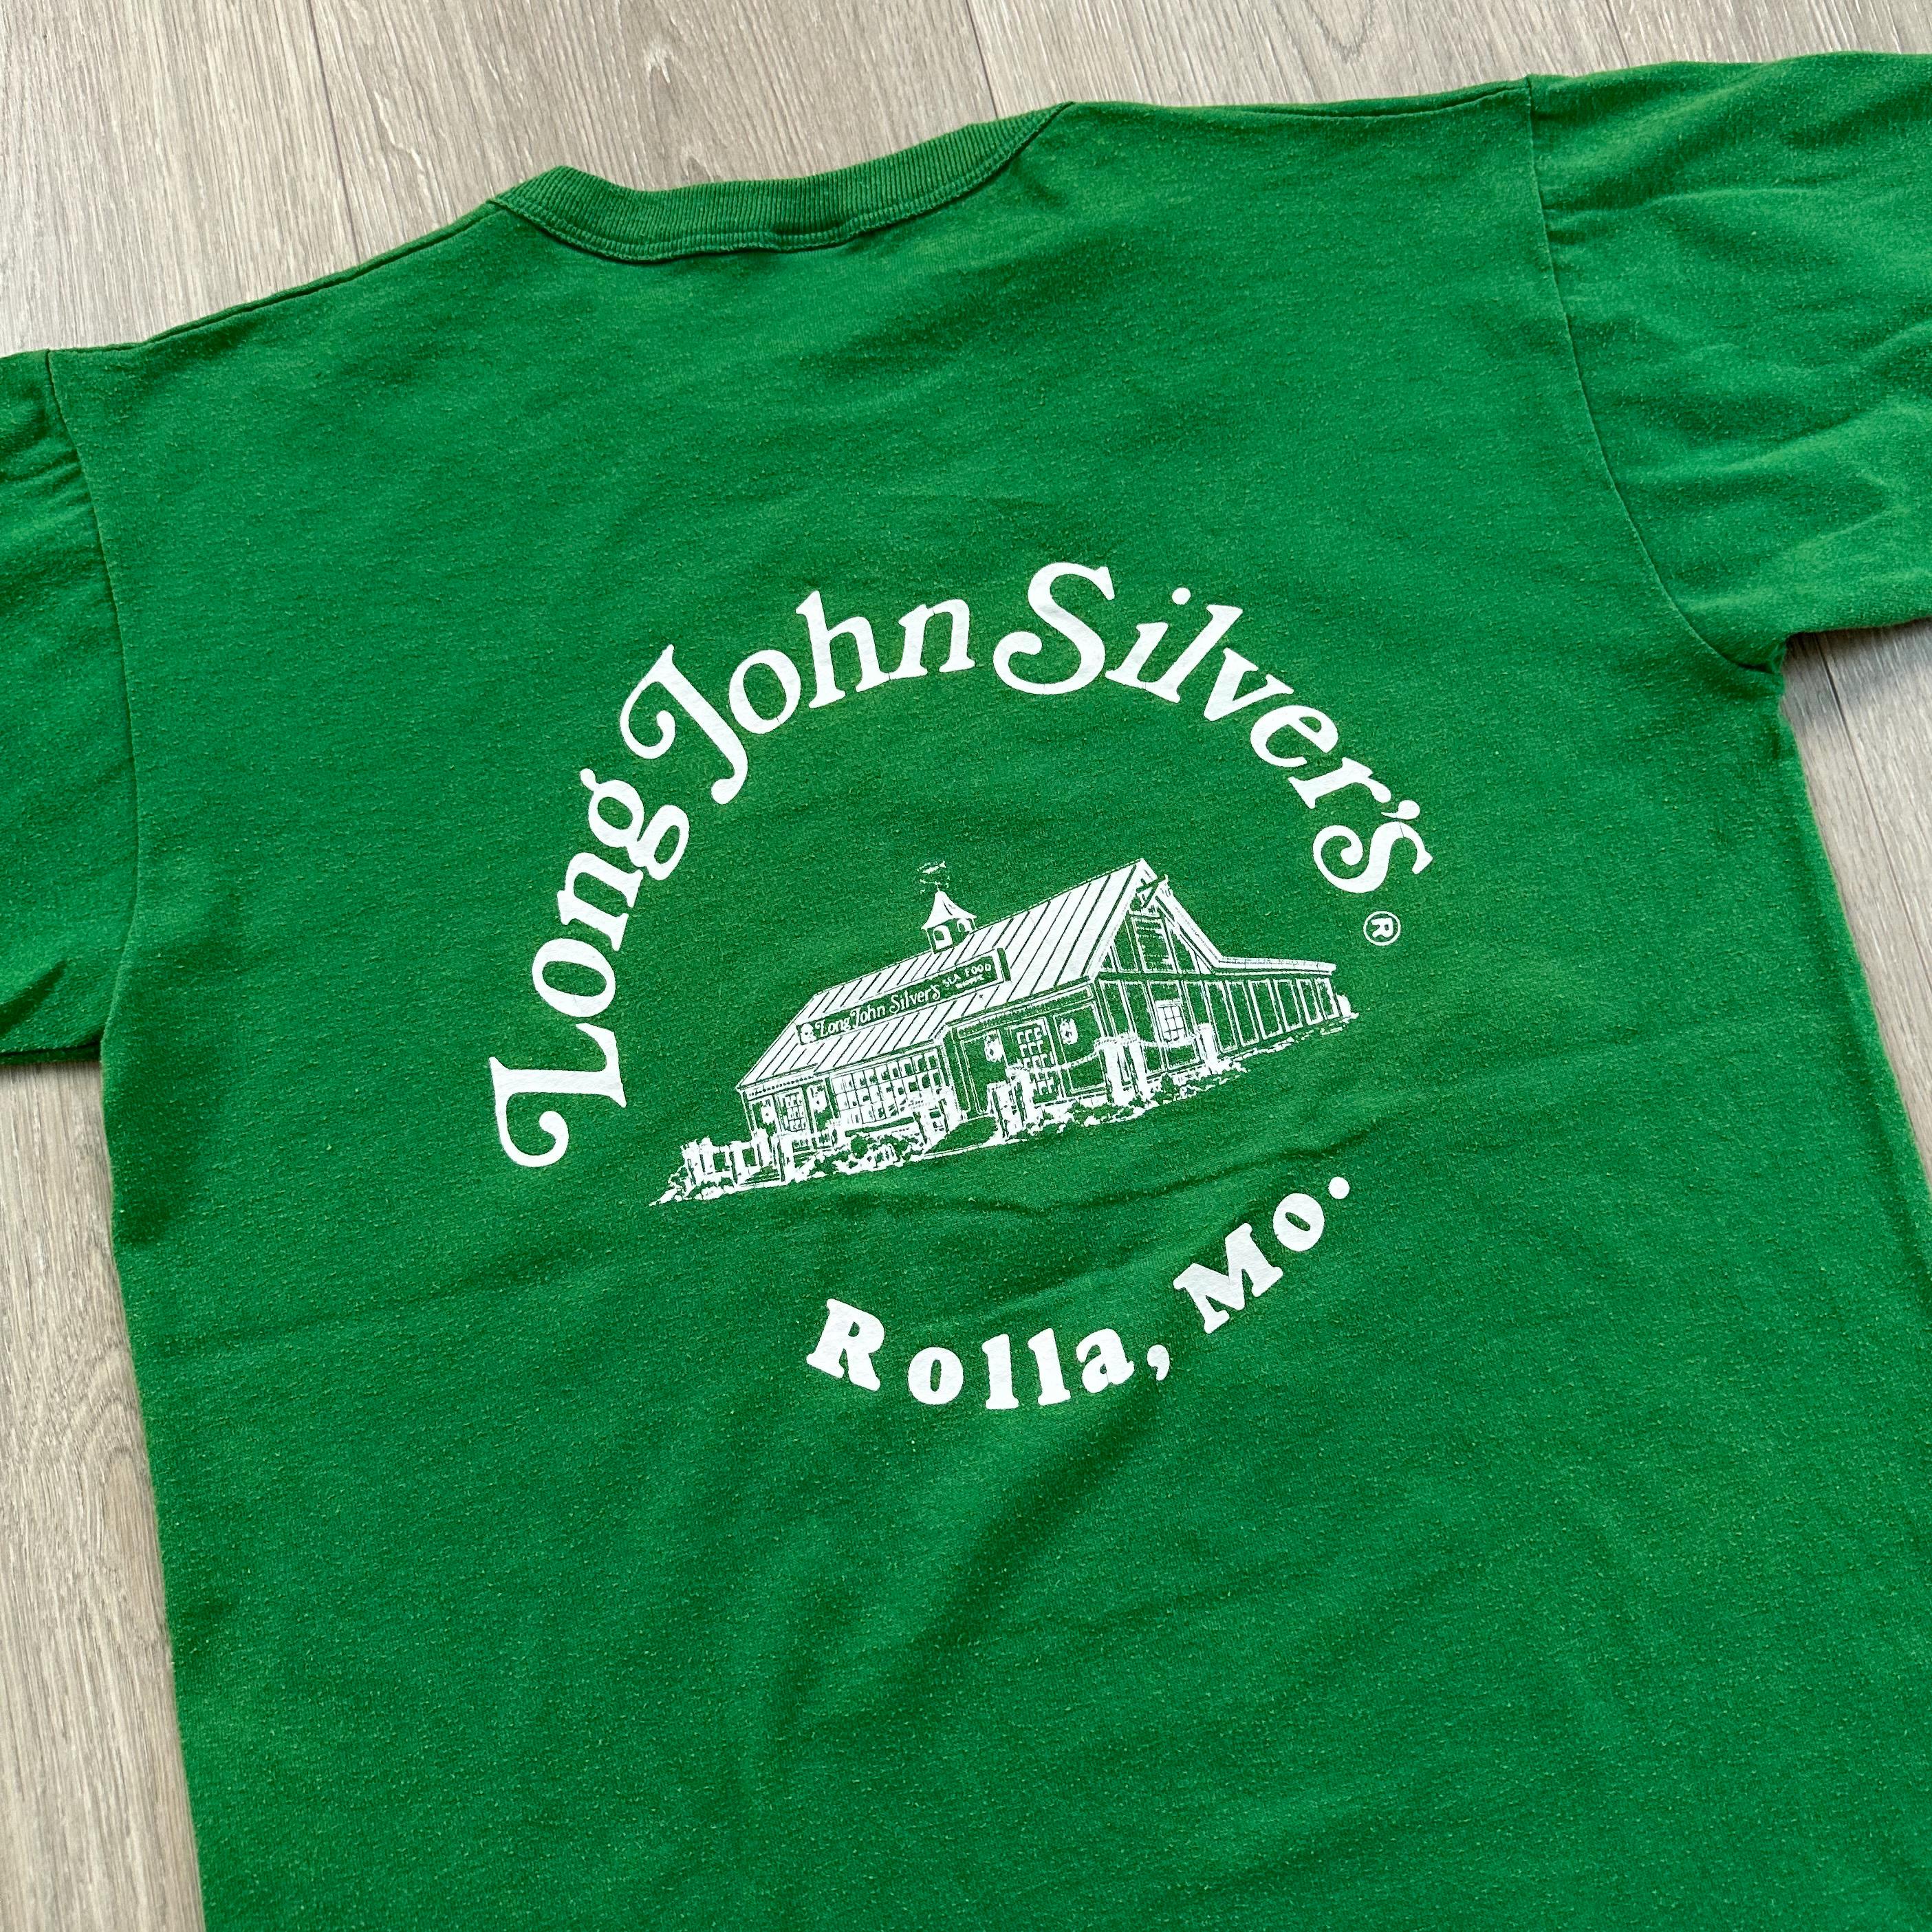 Long John Silver's ®
Long John Silver's SEA FOOD
Rolla, Mo.